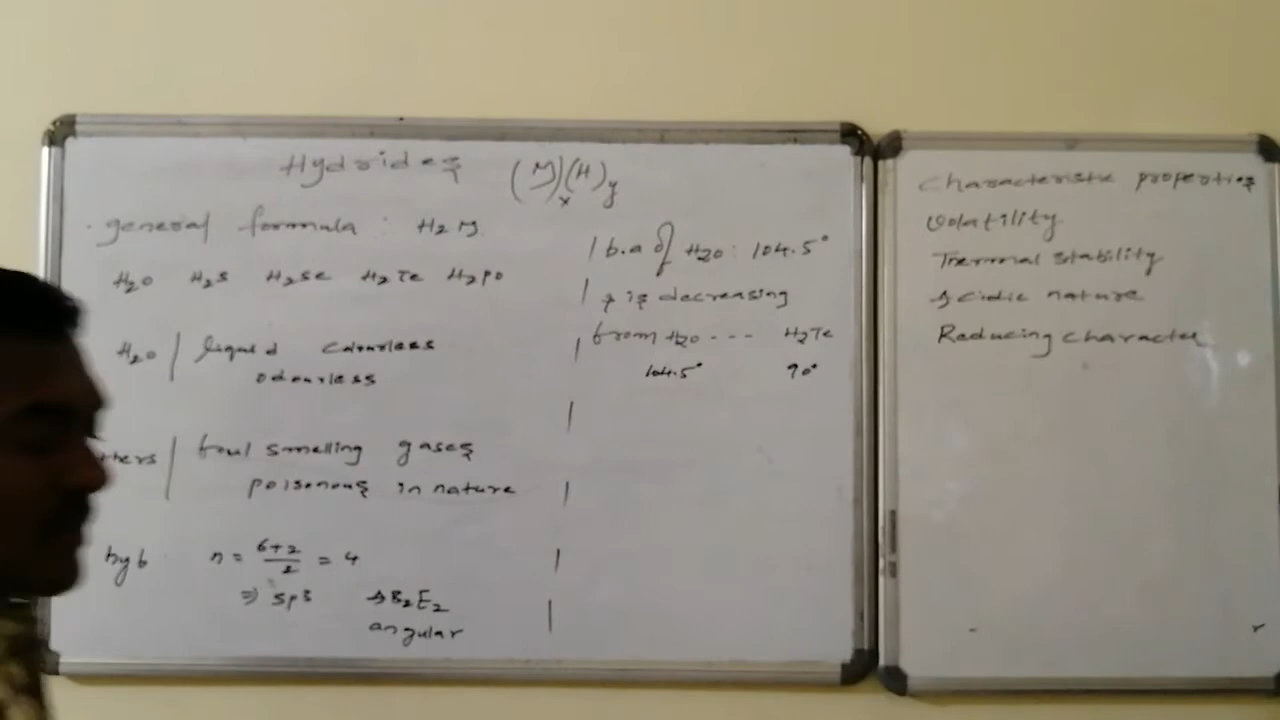 Hydrides (M)x(H)y
. general formula : H2M
H2O H2S H2Se H2Te H2Po
H2O / liquid colourless
odourless
thers / foul smelling gases
poisonous in nature
hyb n = 6+2/2 = 4
⇒ sp3 AB2E2
angular
b.a of H2O : 104.5°
& is decreasing
from H2O --- H2Te
104.5° 90°
Characteristic properties
Volatility
Thermal stability
Acidic nature
Reducing character